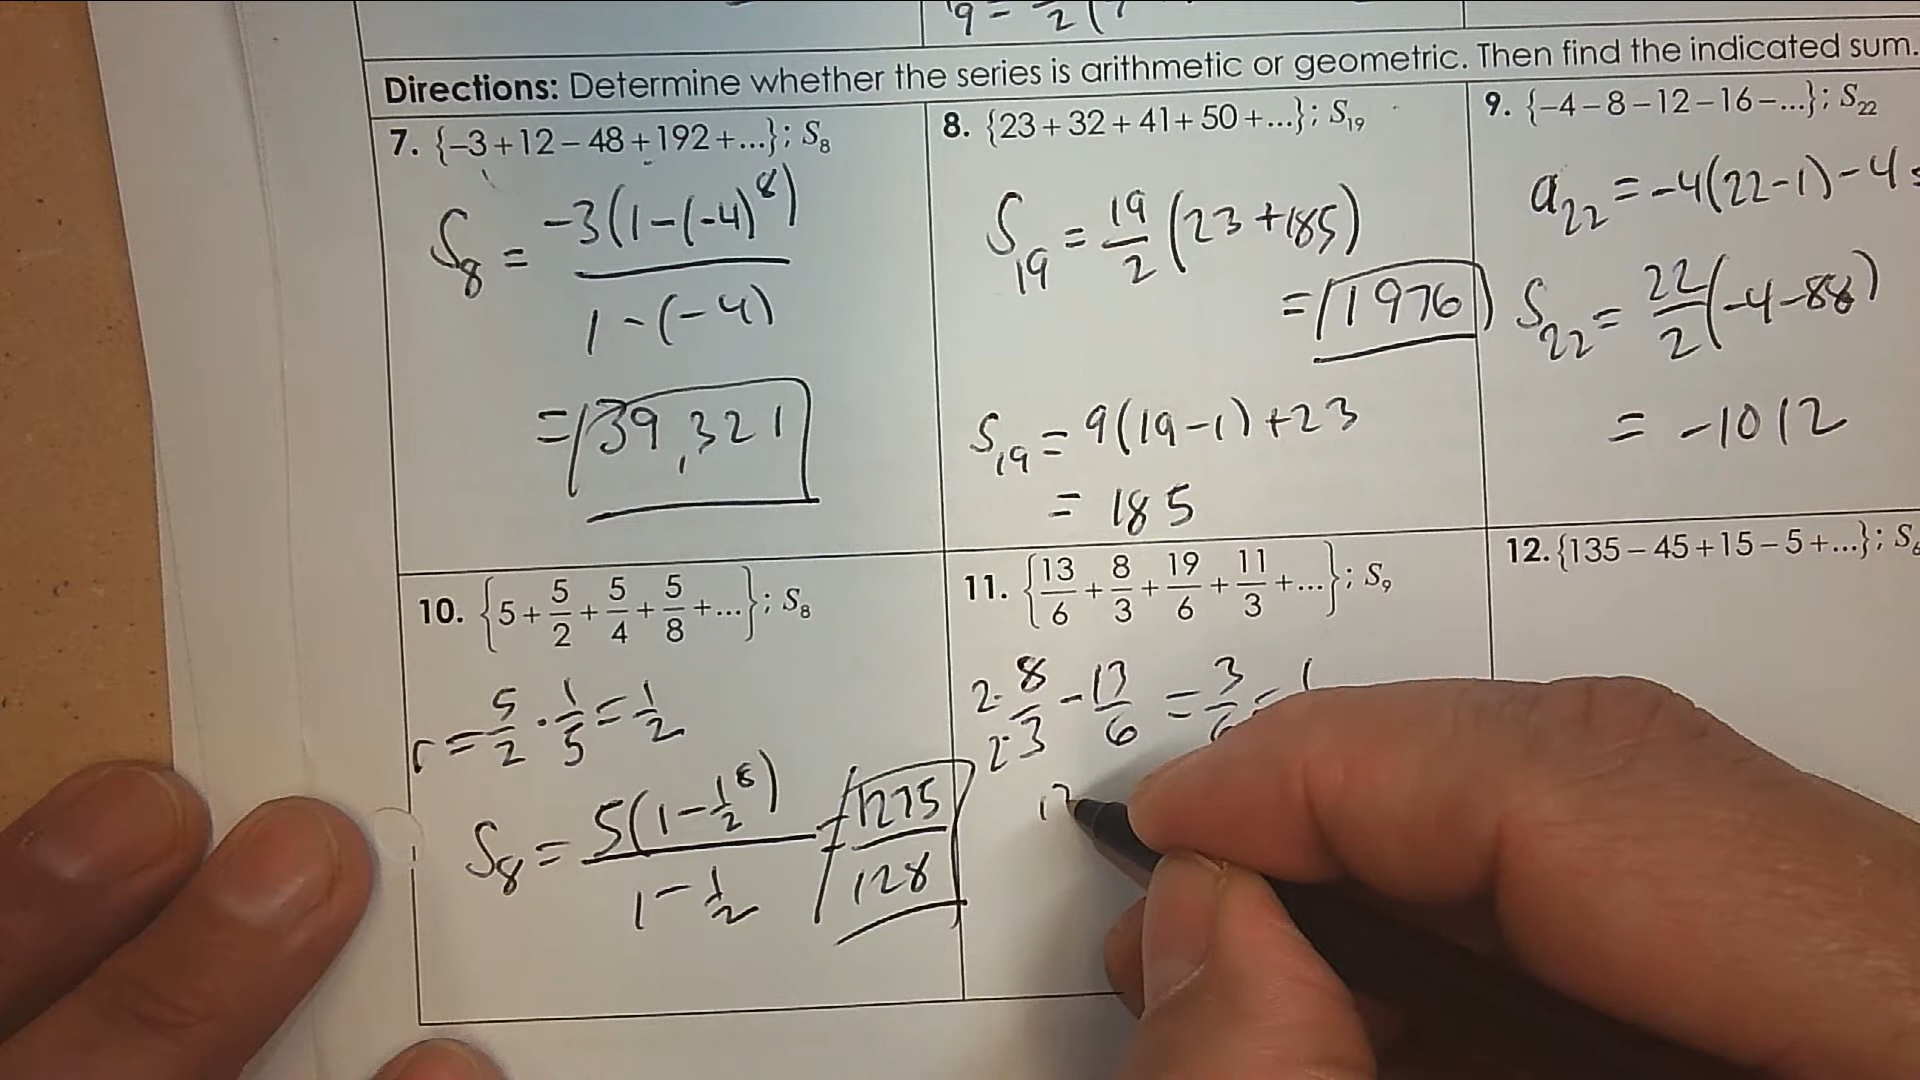 9 = /2 (
Directions: Determine whether the series is arithmetic or geometric. Then find the indicated sum.
7. {−3+12−48+192+...}; S₈
S₈ = −3(1−(−4)⁸) / 1−(−4)
= 39,321
8. {23+32+41+50+...}; S₁₉
S₁₉ = 19/2 (23+185)
= 1976
S₁₉ = 9(19−1)+23
= 185
9. {−4−8−12−16−...}; S₂₂
a₂₂ = −4(22−1)−4
S₂₂ = 22/2 (−4−88)
= −1012
10. {5+5/2+5/4+5/8+...}; S₈
r = 5/2 · 1/5 = 1/2
S₈ = 5(1−1/2⁸) / 1−1/2 = 1275/128
11. {13/6+8/3+19/6+11/3+...}; S₉
2·8/2·3 − 13/6 = 3/6 = 1
12. {135−45+15−5+...}; S₆